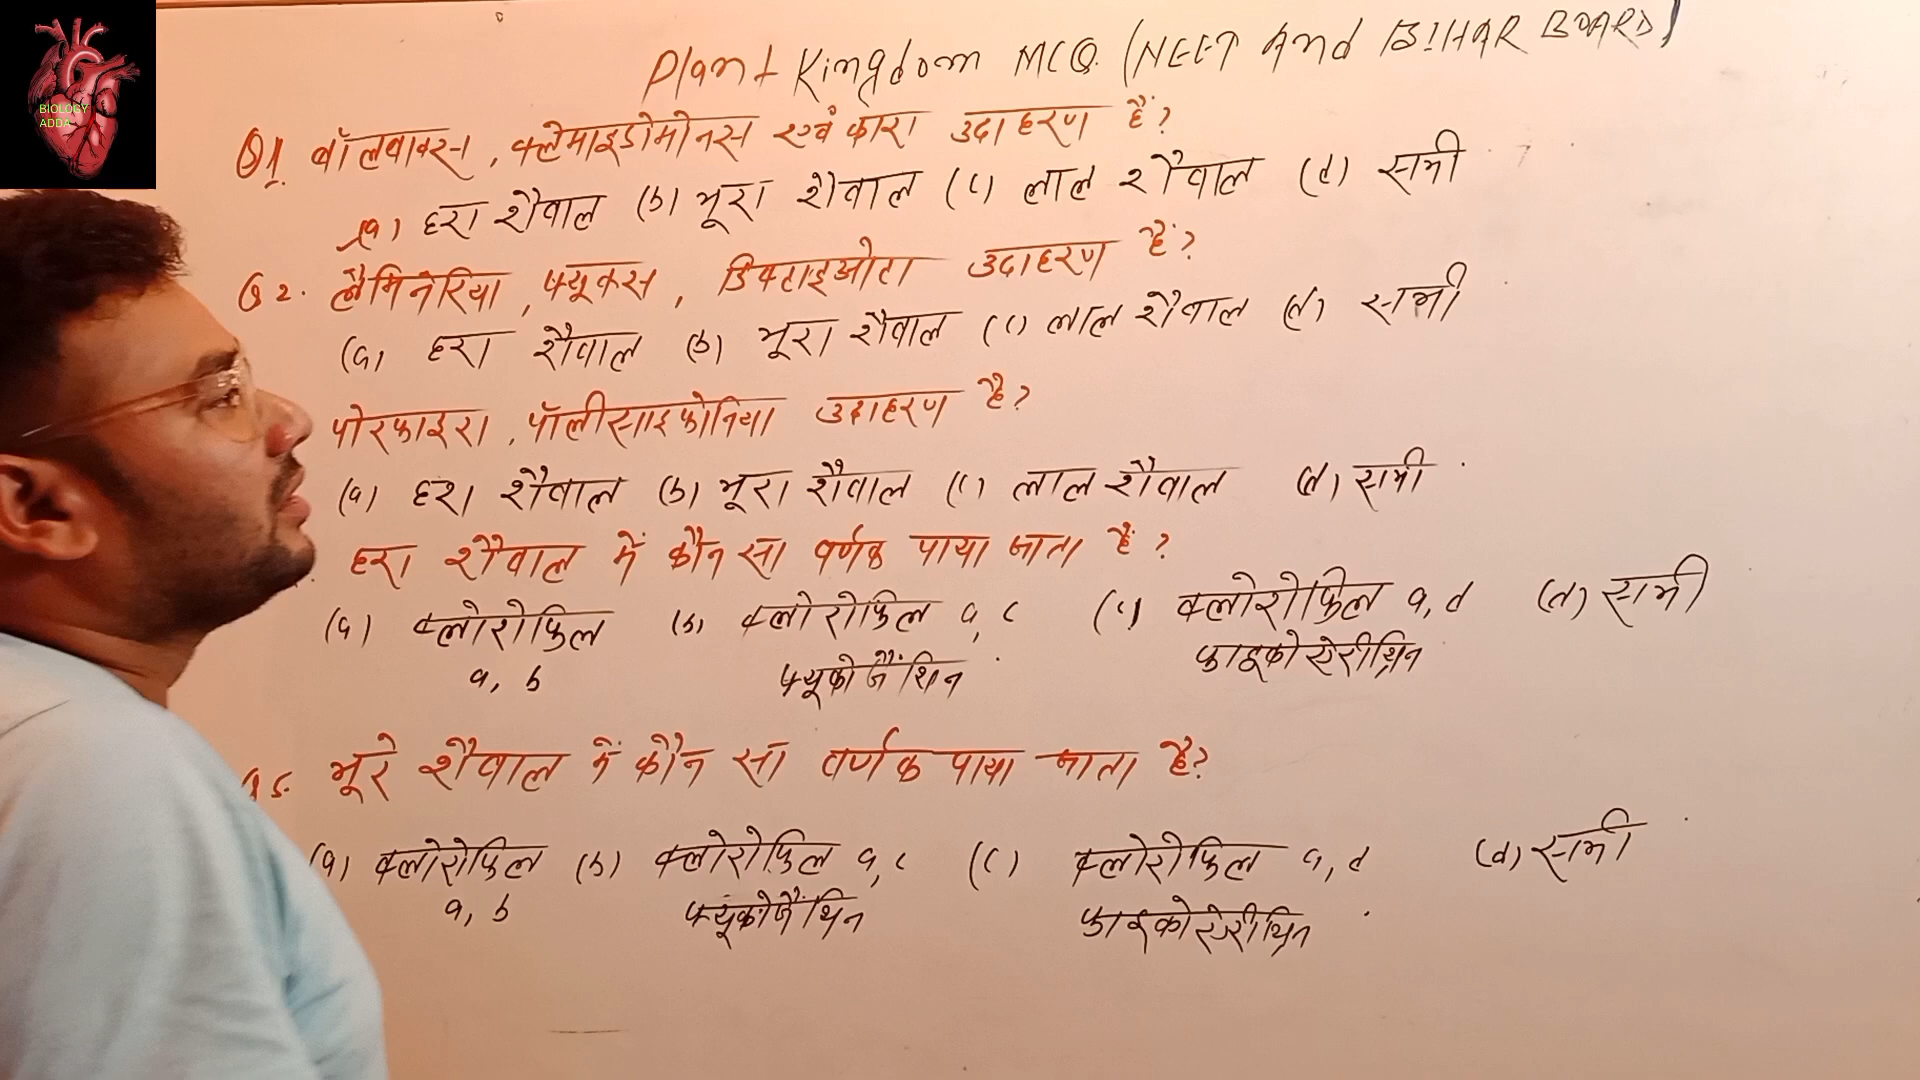 BIOLOGY
ADDA
Plant Kingdom MCQ (NEET And BIHAR BOARD)
Q1. वॉलवाक्स, क्लेमाइडोमोनस एवं कारा उदाहरण हैं?
(a) हरा शैवाल (b) भूरा शैवाल (c) लाल शैवाल (d) सभी
Q2. लैमिनेरिया, फ्यूकस, डिक्टाइओटा उदाहरण हैं?
(a) हरा शैवाल (b) भूरा शैवाल (c) लाल शैवाल (d) सभी
पोरफाइरा, पॉलीसाइफोनिया उदाहरण है?
(a) हरा शैवाल (b) भूरा शैवाल (c) लाल शैवाल (d) सभी
हरा शैवाल में कौन सा वर्णक पाया जाता हैं?
(a) क्लोरोफिल (b) क्लोरोफिल a, c (c) क्लोरोफिल a, d (d) सभी
a, b फ्यूकोजैंथिन फाइकोएरीथ्रिन
5. भूरे शैवाल में कौन सा वर्णक पाया जाता है?
(a) क्लोरोफिल (b) क्लोरोफिल a, c (c) क्लोरोफिल a, d (d) सभी
a, b फ्यूकोजैंथिन फाइकोएरीथ्रिन